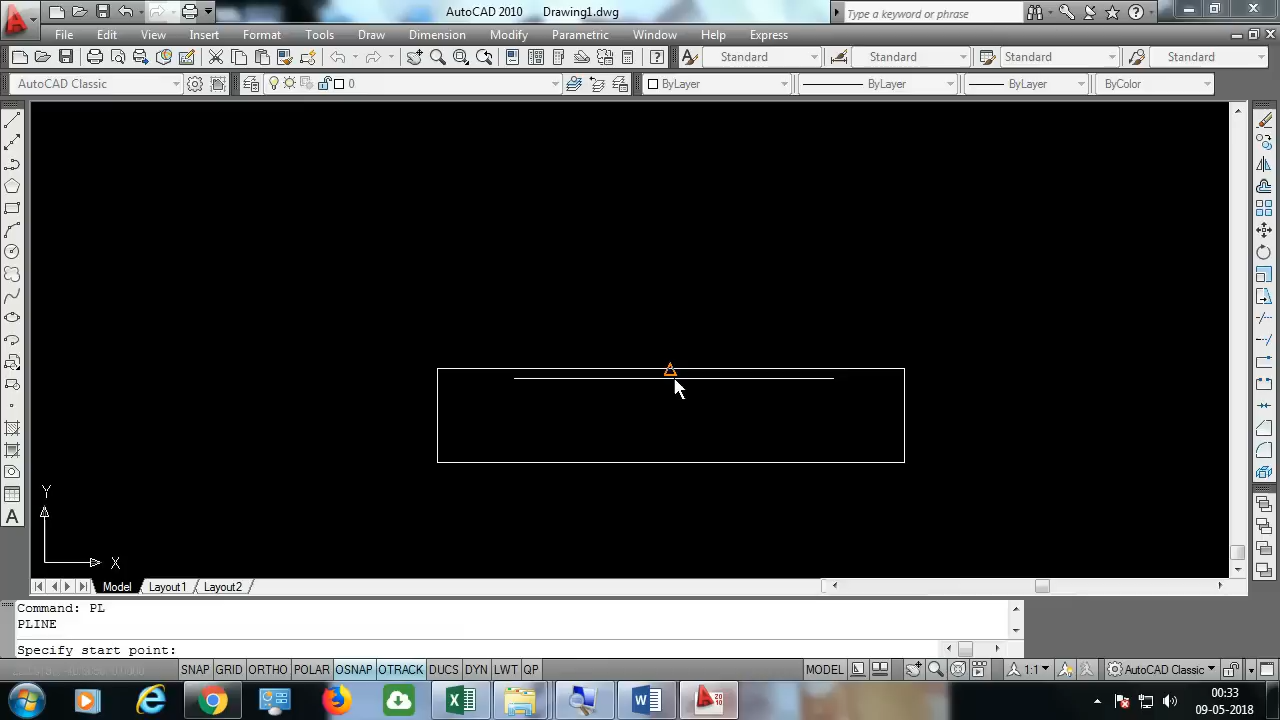 AutoCAD 2010 Drawing1.dwg
Type a keyword or phrase
File Edit View Insert Format Tools Draw Dimension Modify Parametric Window Help Express
Standard Standard Standard Standard
AutoCAD Classic 0 ByLayer ByLayer ByLayer ByColor
Y
X
Model Layout1 Layout2
Command: PL
PLINE
Specify start point:
SNAP GRID ORTHO POLAR OSNAP OTRACK DUCS DYN LWT QP MODEL 1:1 AutoCAD Classic
00:33
09-05-2018